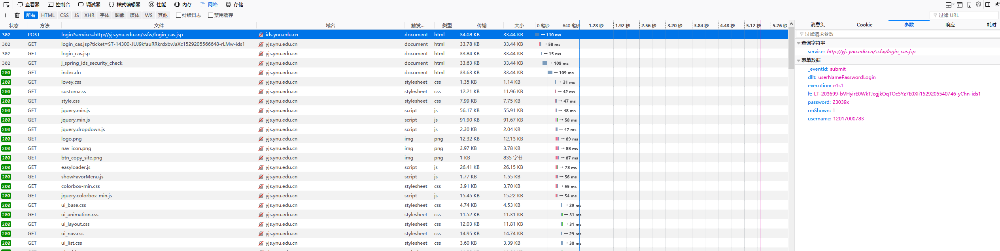 查看器 控制台 调试器 {} 样式编辑器 性能 内存 网络 存储
所有 HTML CSS JS XHR 字体 图像 媒体 WS 其他 持续日志 禁用缓存 过滤 URL
状态 方法 文件 域名 触发... 类型 传输 大小 0 毫秒 640 毫秒 1.28 秒 1.92 秒 2.56 秒 3.20 秒 3.84 秒 4.48 秒 5.12 秒 5.76 秒
302 POST login?service=http://yjs.ynu.edu.cn/ssfw/login_cas.jsp ids.ynu.edu.cn document html 34.08 KB 33.44 KB → 110 ms
302 GET login_cas.jsp?ticket=ST-14300-JUJ9kfauRRkrdxbvJaXc1529205566648-rLMw-ids1 yjs.ynu.edu.cn document html 33.78 KB 33.44 KB → 58 ms
302 GET login_cas.jsp yjs.ynu.edu.cn document html 33.84 KB 33.44 KB → 15 ms
302 GET j_spring_ids_security_check yjs.ynu.edu.cn document html 33.63 KB 33.44 KB → 109 ms
200 GET index.do yjs.ynu.edu.cn document html 33.63 KB 33.44 KB → 109 ms
200 GET lovey.css yjs.ynu.edu.cn stylesheet css 1.35 KB 1.14 KB → 31 ms
200 GET custom.css yjs.ynu.edu.cn stylesheet css 12.21 KB 11.96 KB → 42 ms
200 GET style.css yjs.ynu.edu.cn stylesheet css 7.99 KB 7.75 KB → 47 ms
200 GET jquery.min.js yjs.ynu.edu.cn script js 56.17 KB 55.91 KB → 48 ms
200 GET jquery.min.js yjs.ynu.edu.cn script js 91.90 KB 91.67 KB → 58 ms
200 GET jquery.dropdown.js yjs.ynu.edu.cn script js 2.30 KB 2.04 KB → 47 ms
200 GET logo.png yjs.ynu.edu.cn img png 12.32 KB 12.13 KB → 89 ms
200 GET nav_icon.png yjs.ynu.edu.cn img png 3.97 KB 3.78 KB → 88 ms
200 GET btn_copy_site.png yjs.ynu.edu.cn img png 1 KB 835 字节 → 87 ms
200 GET easyloader.js yjs.ynu.edu.cn script js 26.41 KB 26.15 KB → 78 ms
200 GET showFavorMenu.js yjs.ynu.edu.cn script js 1.77 KB 1.55 KB → 56 ms
200 GET colorbox-min.css yjs.ynu.edu.cn stylesheet css 3.91 KB 3.70 KB → 55 ms
200 GET jquery.colorbox-min.js yjs.ynu.edu.cn script js 15.45 KB 15.22 KB → 54 ms
200 GET ui_base.css yjs.ynu.edu.cn stylesheet css 4.74 KB 4.53 KB → 29 ms
200 GET ui_animation.css yjs.ynu.edu.cn stylesheet css 11.52 KB 11.31 KB → 31 ms
200 GET ui_layout.css yjs.ynu.edu.cn stylesheet css 12.03 KB 11.81 KB → 31 ms
200 GET ui_nav.css yjs.ynu.edu.cn stylesheet css 14.95 KB 14.74 KB → 29 ms
200 GET ui_list.css yjs.ynu.edu.cn stylesheet css 3.60 KB 3.39 KB → 30 ms
消息头 Cookie 参数 响应 耗时
过滤请求参数
查询字符串
service: http://yjs.ynu.edu.cn/ssfw/login_cas.jsp
表单数据
_eventId: submit
dllt: userNamePasswordLogin
execution: e1s1
lt: LT-203699-bVHyirE0WkTJcgjkOqTOc5Yz7E0XIi1529205540746-yChn-ids1
password: 23039x
rmShown: 1
username: 12017000783